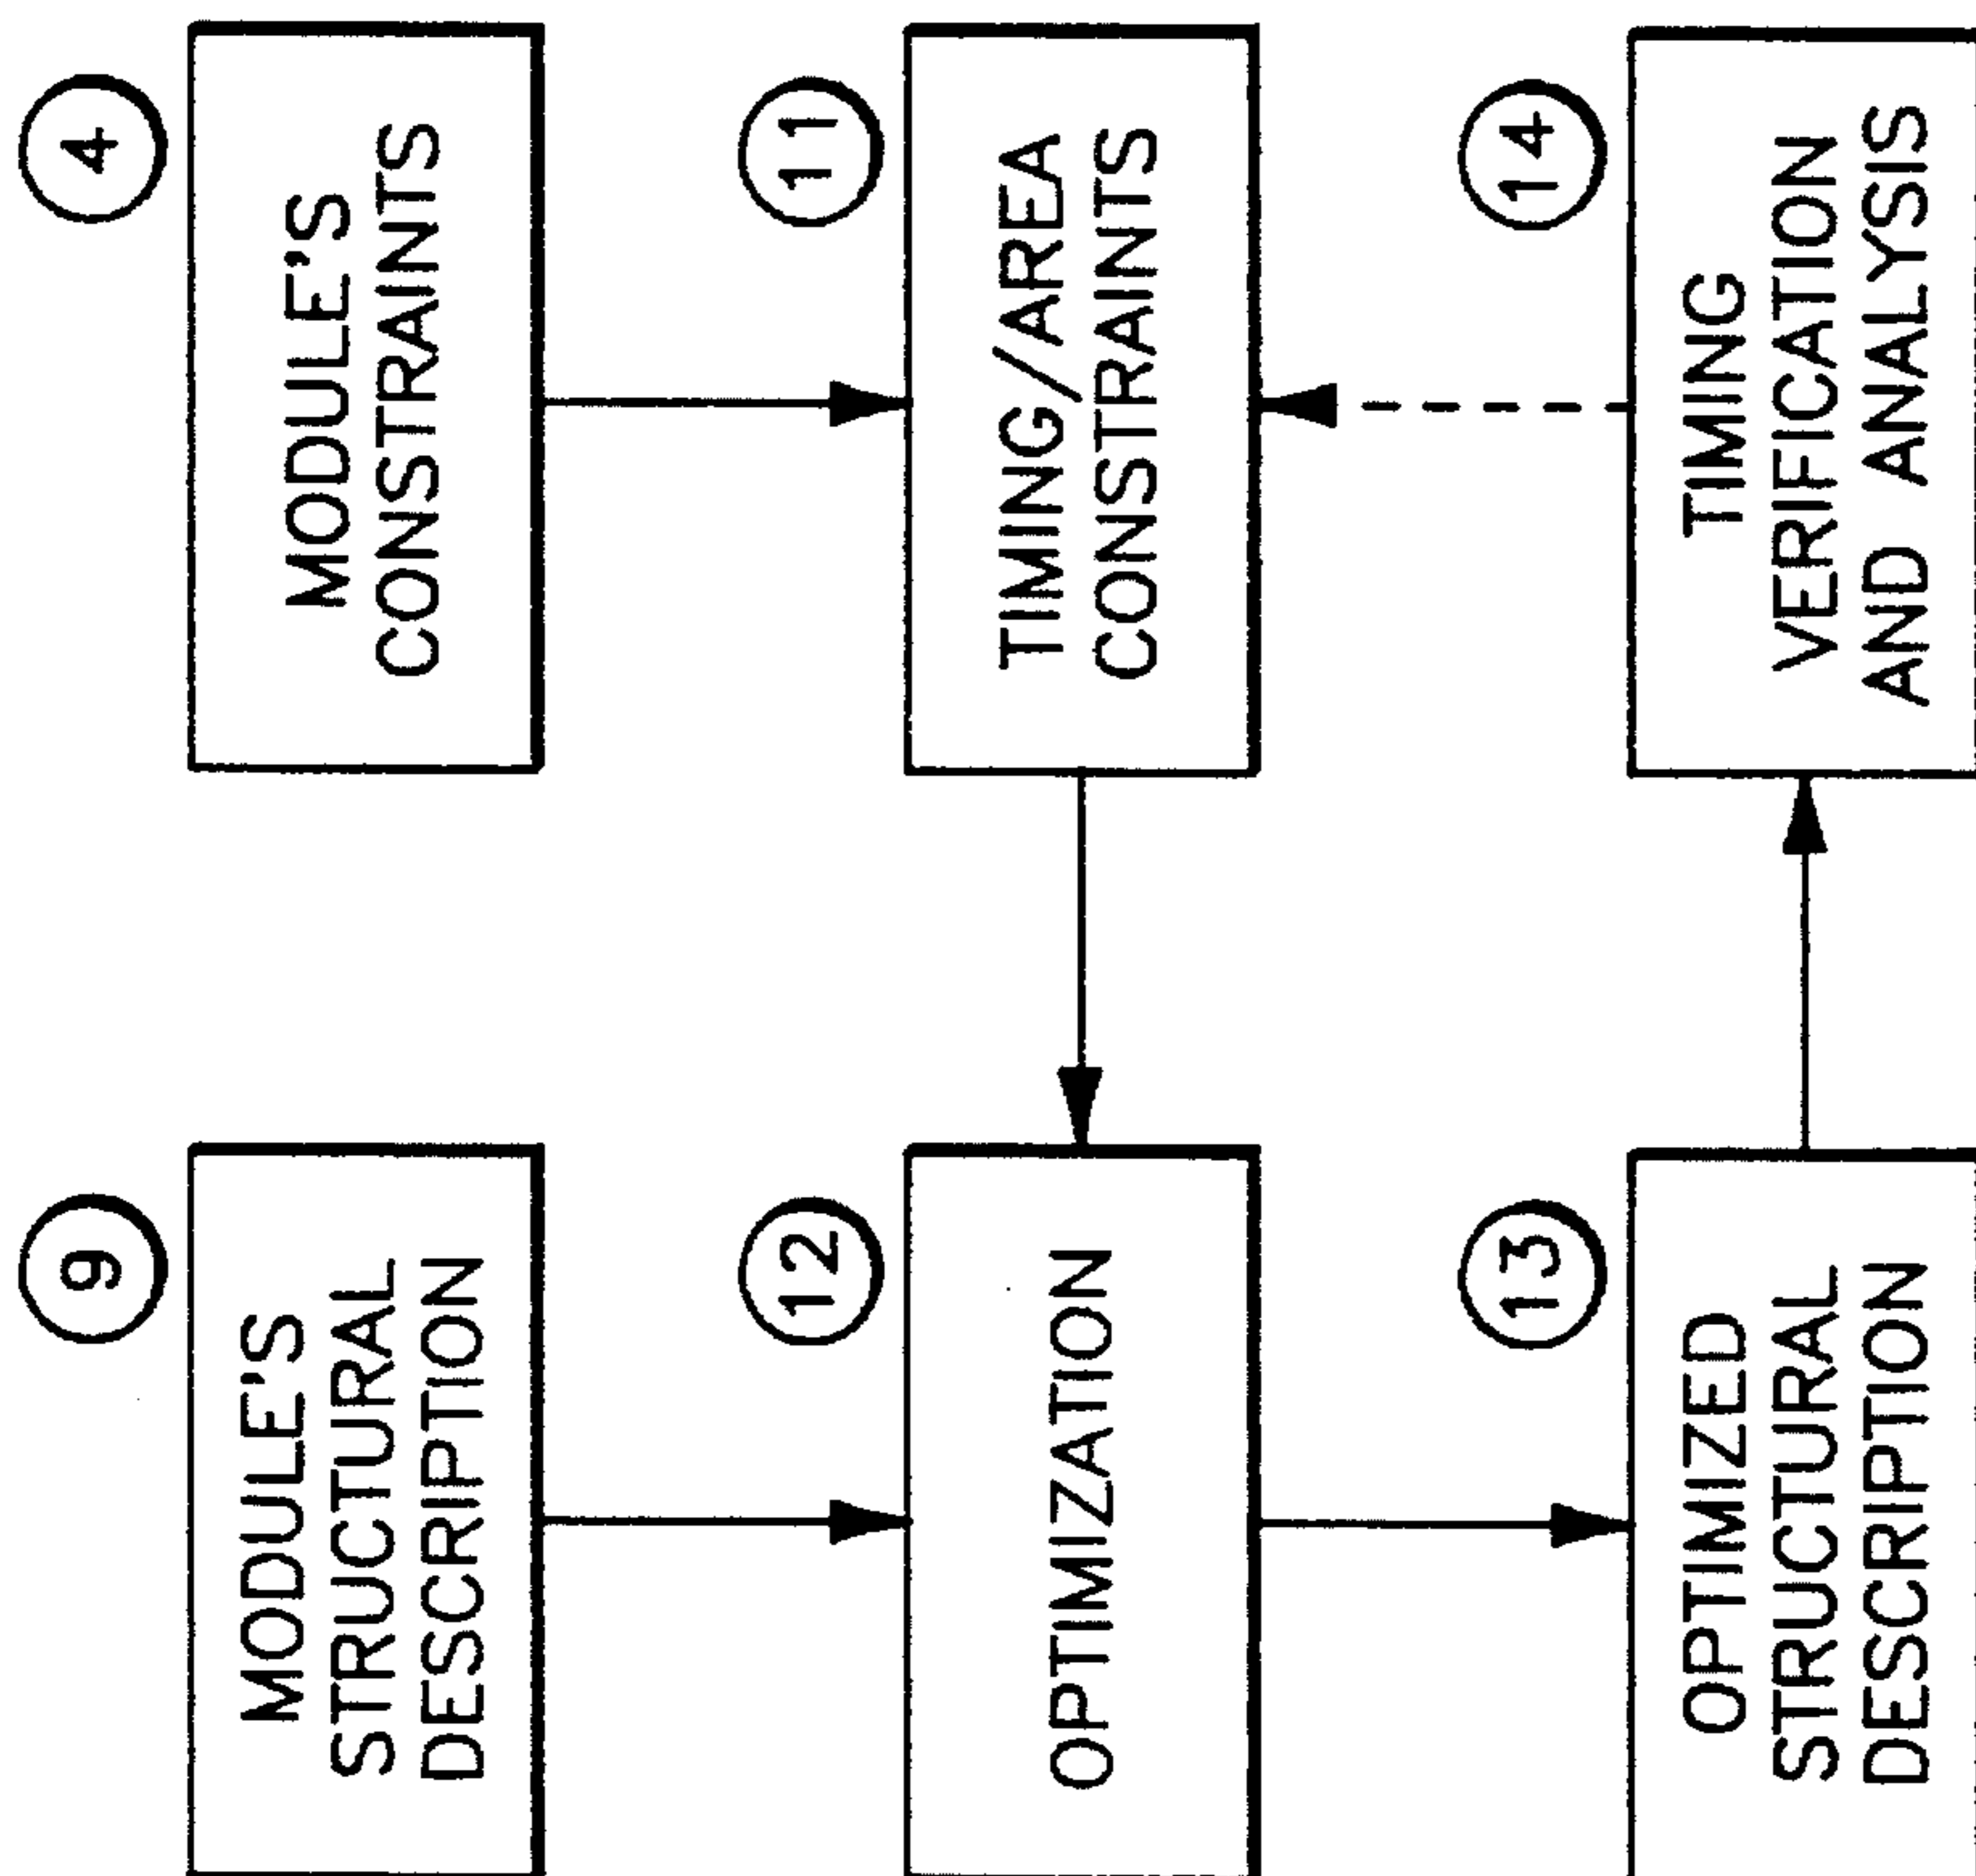 9
MODULE'S
STRUCTURAL
DESCRIPTION
4
MODULE'S
CONSTRAINTS
12
OPTIMIZATION
11
TIMING/AREA
CONSTRAINTS
13
OPTIMIZED
STRUCTURAL
DESCRIPTION
14
TIMING
VERIFICATION
AND ANALYSIS